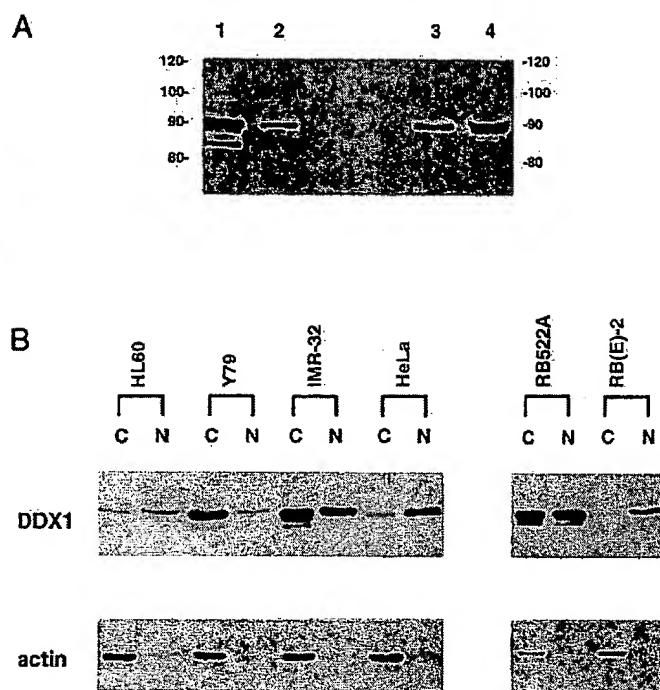 A
1 2 3 4
120- -120
100- -100
90- -90
80- -80
B
HL60 Y79 IMR-32 HeLa RB522A RB(E)-2
C N C N C N C N C N C N
DDX1
actin